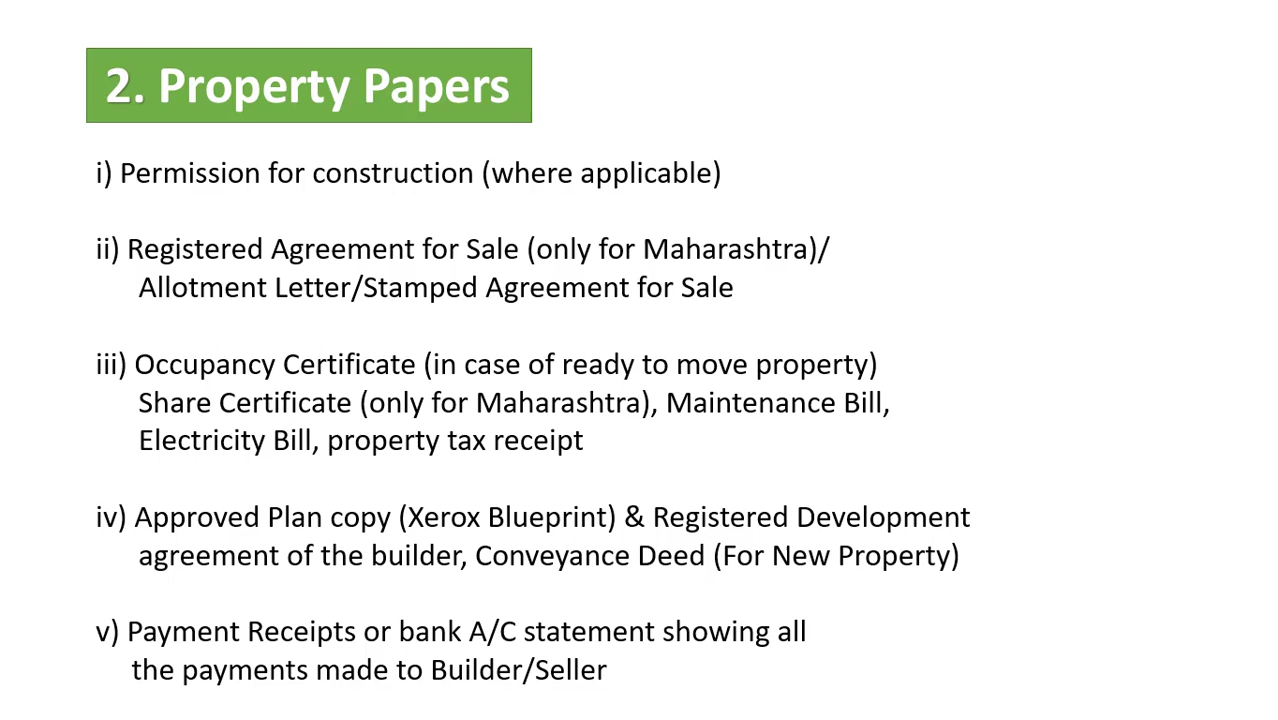 2. Property Papers
i) Permission for construction (where applicable)
ii) Registered Agreement for Sale (only for Maharashtra)/
Allotment Letter/Stamped Agreement for Sale
iii) Occupancy Certificate (in case of ready to move property)
Share Certificate (only for Maharashtra), Maintenance Bill,
Electricity Bill, property tax receipt
iv) Approved Plan copy (Xerox Blueprint) & Registered Development
agreement of the builder, Conveyance Deed (For New Property)
v) Payment Receipts or bank A/C statement showing all
the payments made to Builder/Seller